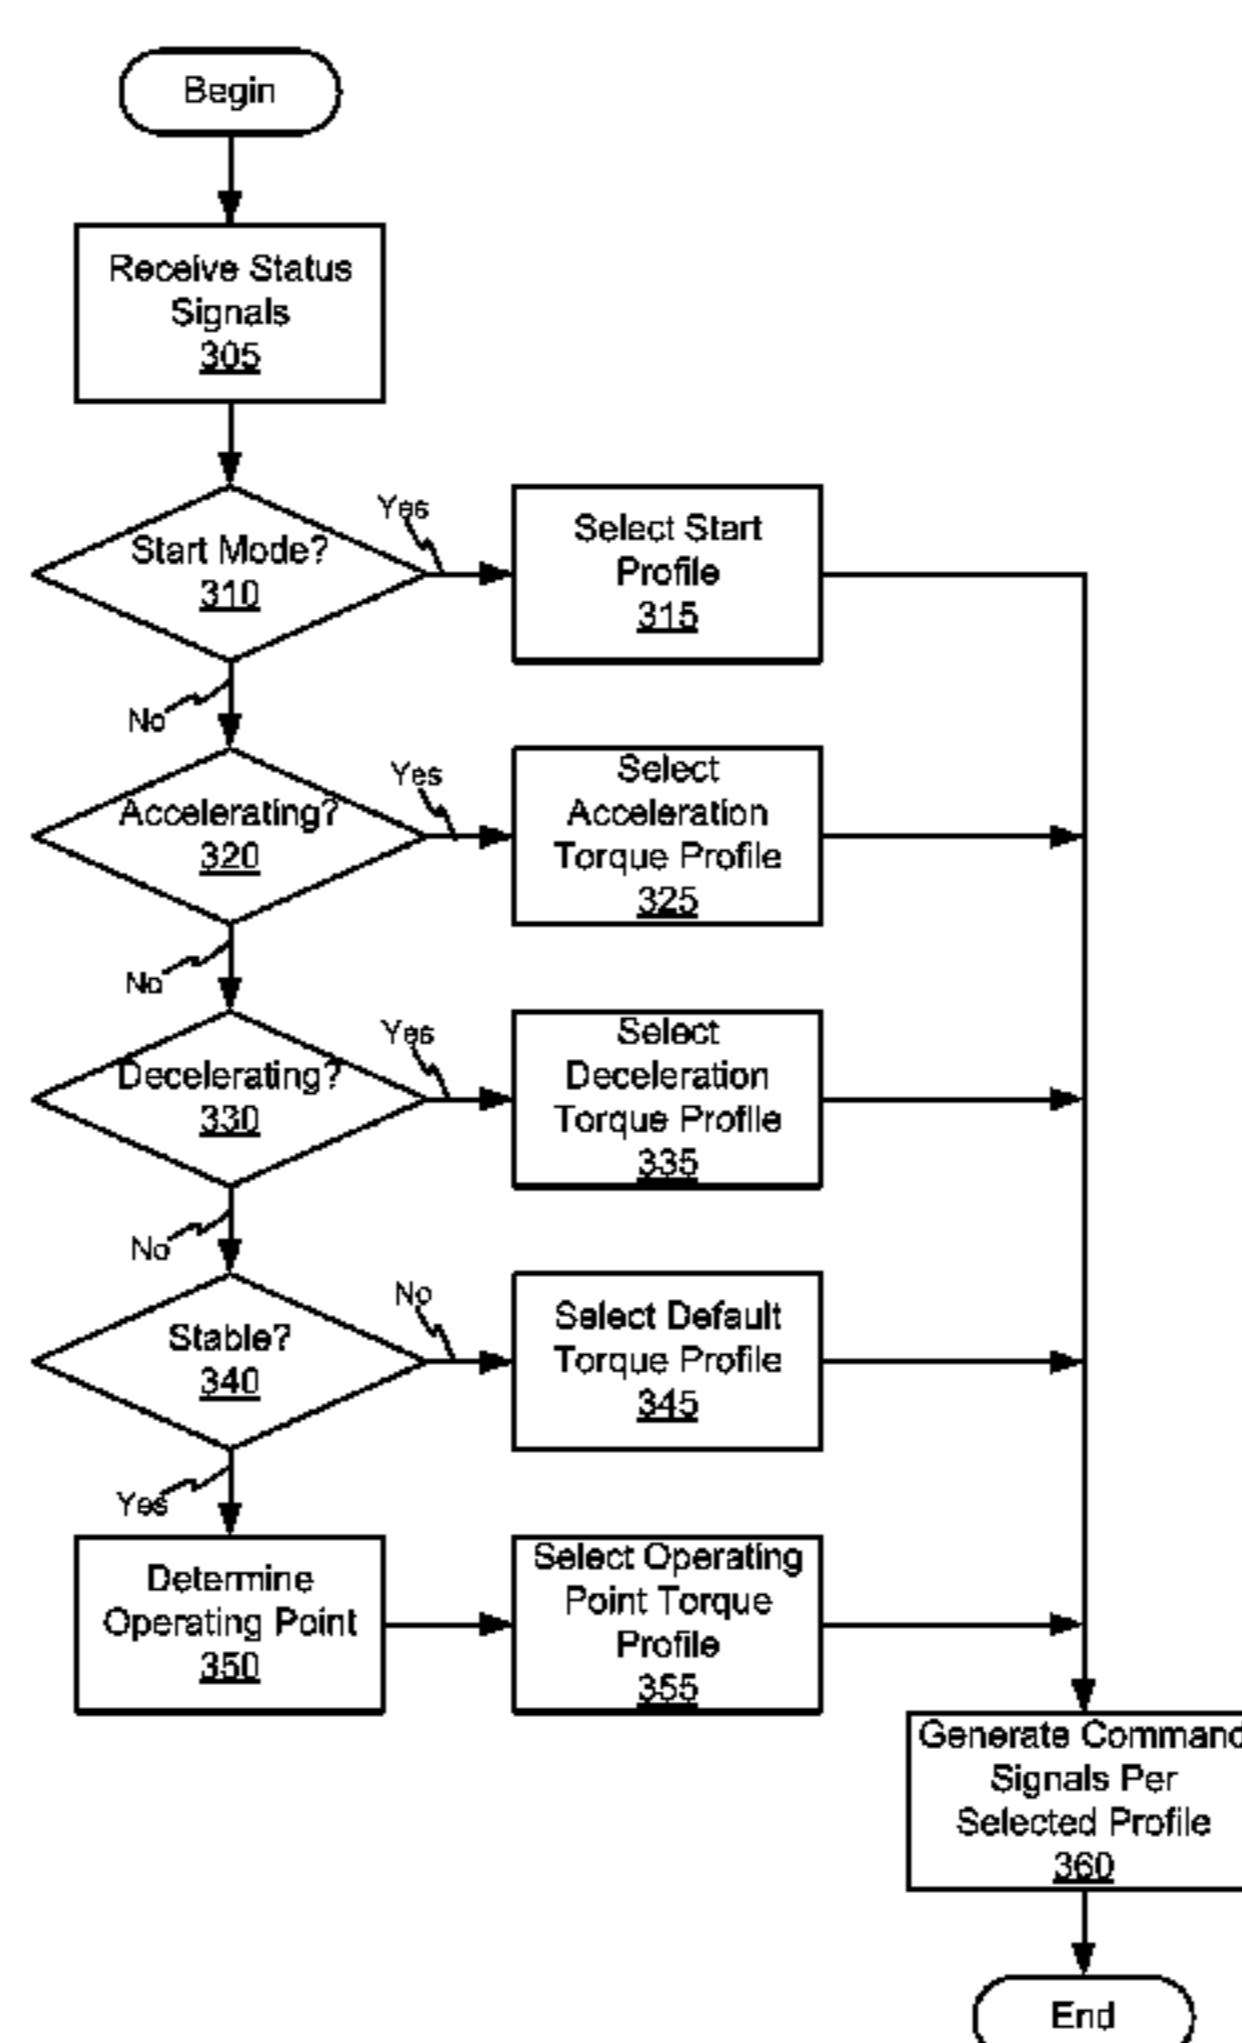 Begin
Receive Status
Signals
305
Start Mode?
310
Yes
Select Start
Profile
315
No
Accelerating?
320
Yes
Select
Acceleration
Torque Profile
325
No
Decelerating?
330
Yes
Select
Deceleration
Torque Profile
335
No
Stable?
340
No
Select Default
Torque Profile
345
Yes
Determine
Operating Point
350
Select Operating
Point Torque
Profile
355
Generate Command
Signals Per
Selected Profile
360
End